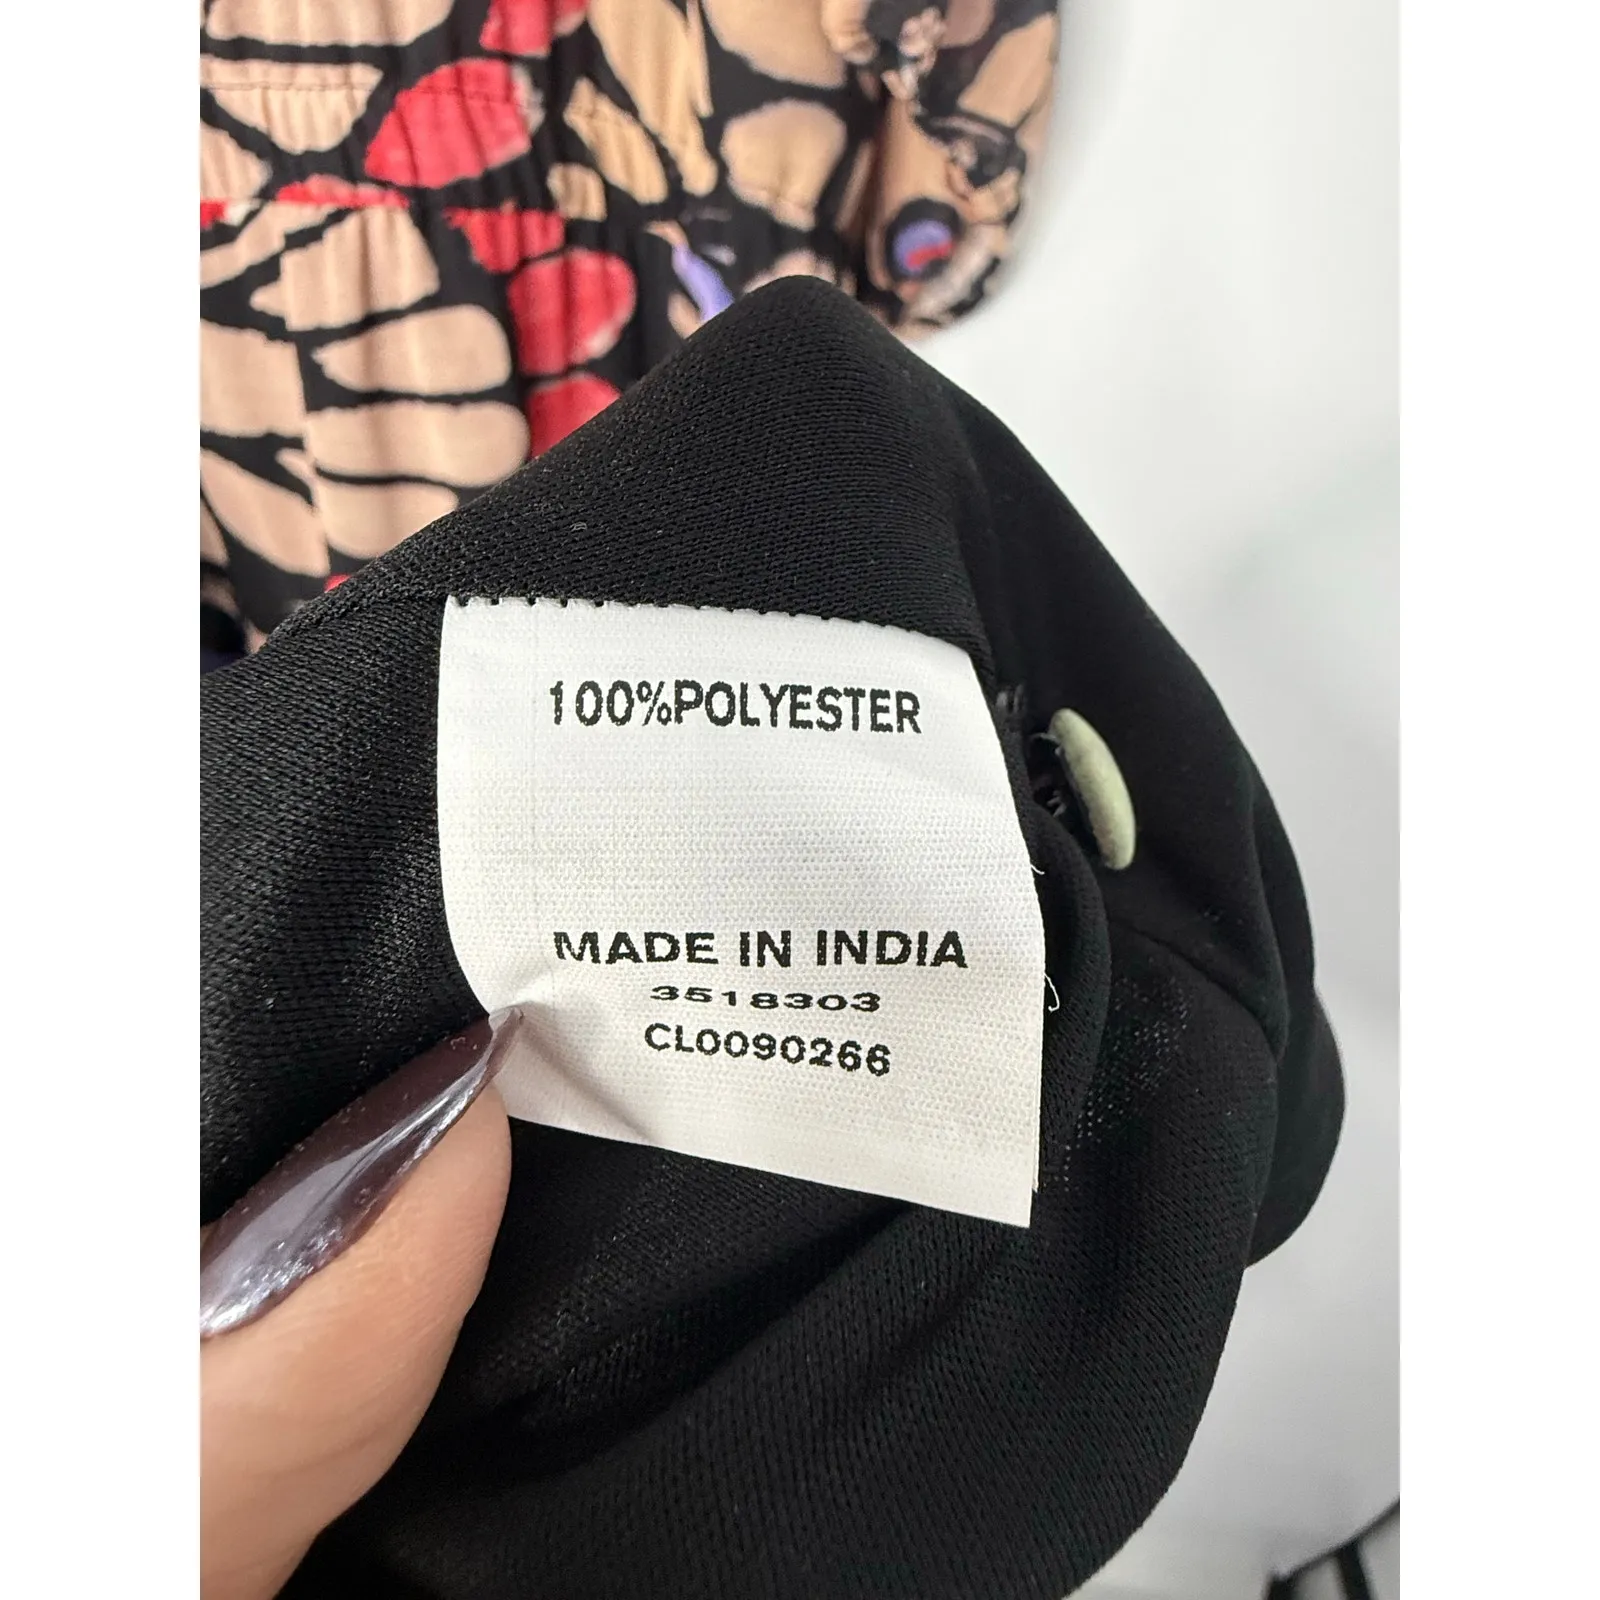 100%POLYESTER
MADE IN INDIA
3518303
CL0090266